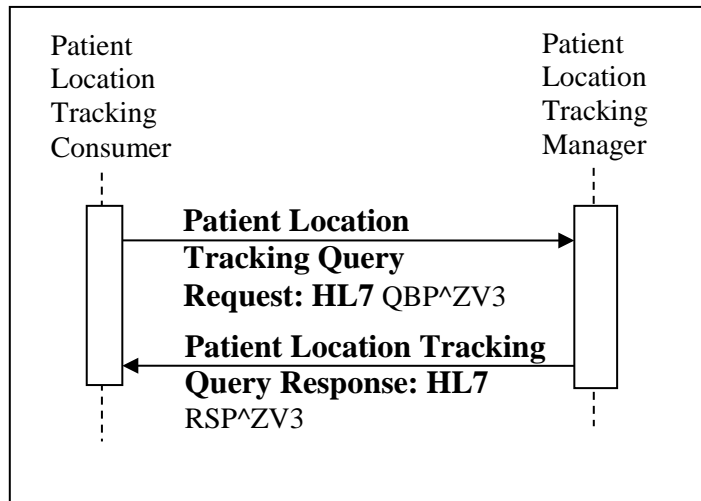 Patient
Location
Tracking
Consumer
Patient
Location
Tracking
Manager
Patient Location
Tracking Query
Request: HL7 QBP^ZV3
Patient Location Tracking
Query Response: HL7
RSP^ZV3